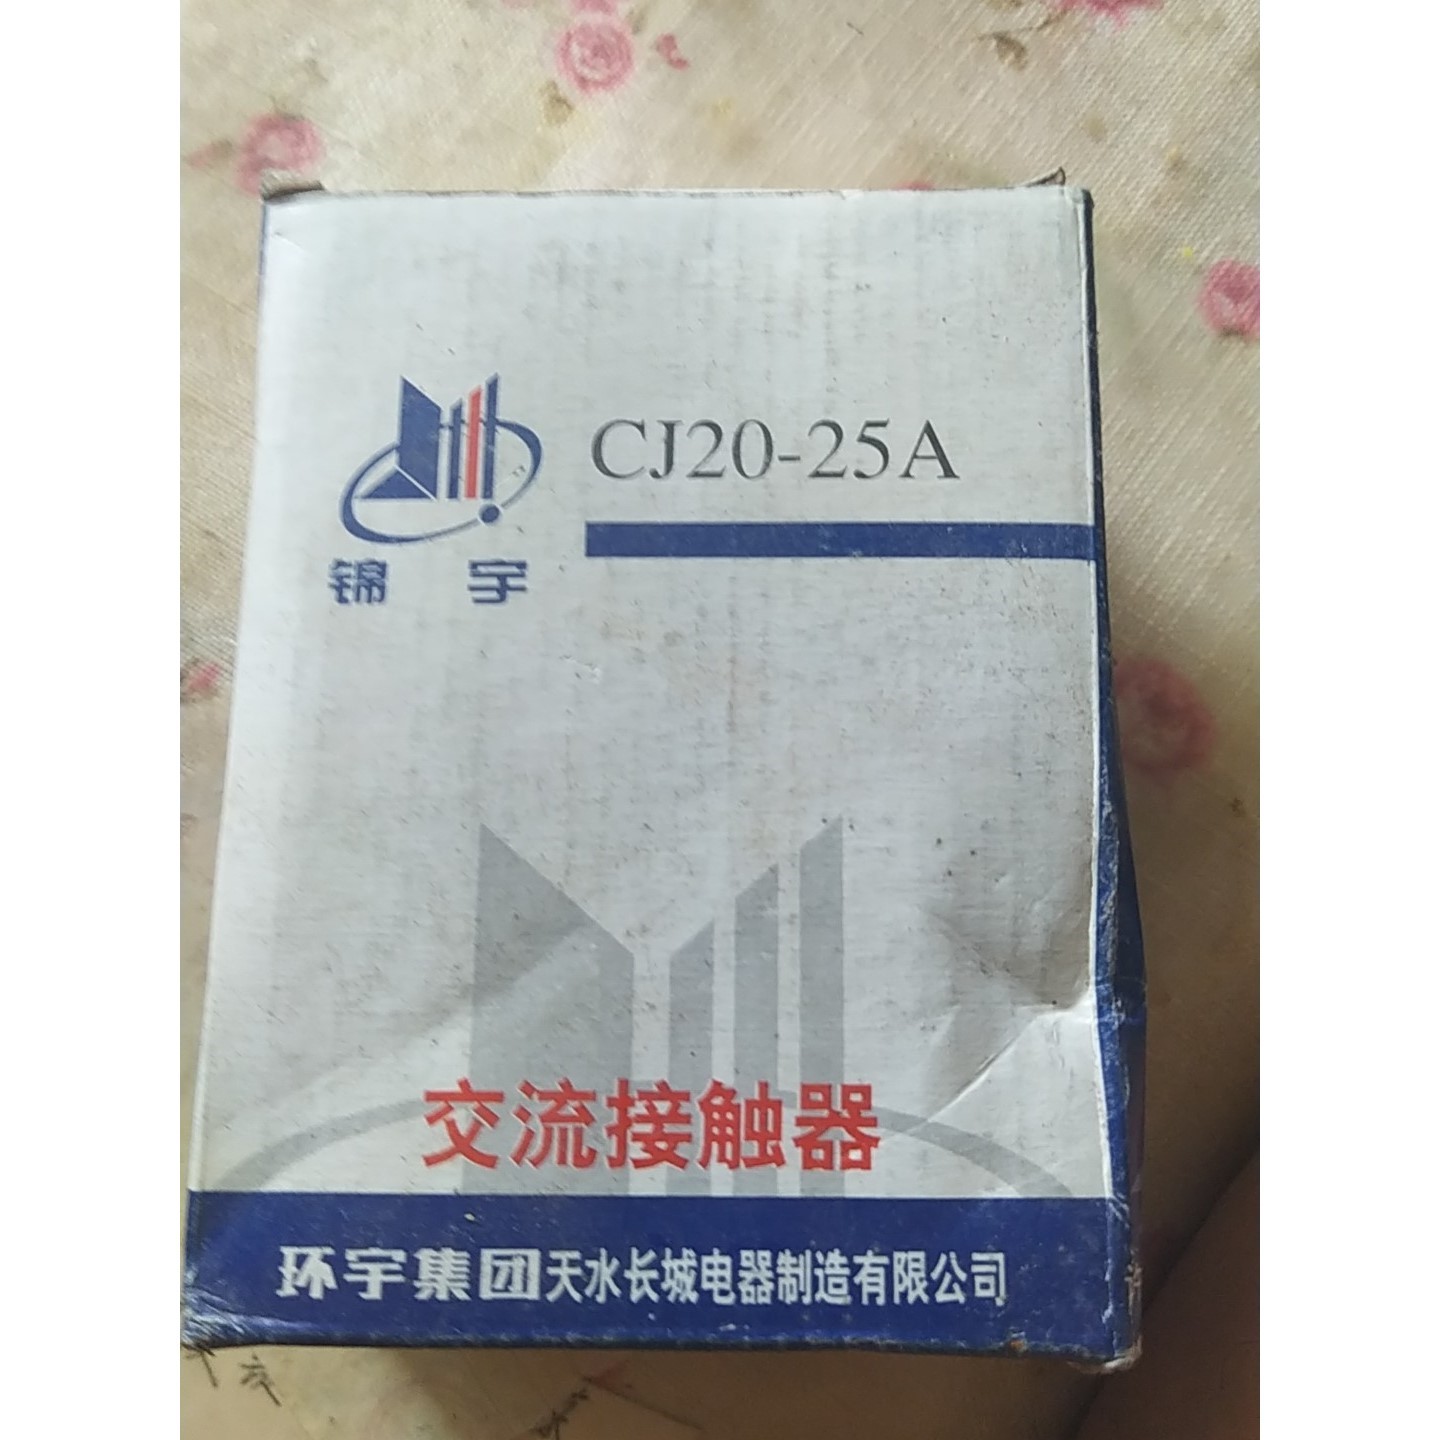 CJ20-25A
锦宇
交流接触器
环宇集团天水长城电器制造有限公司